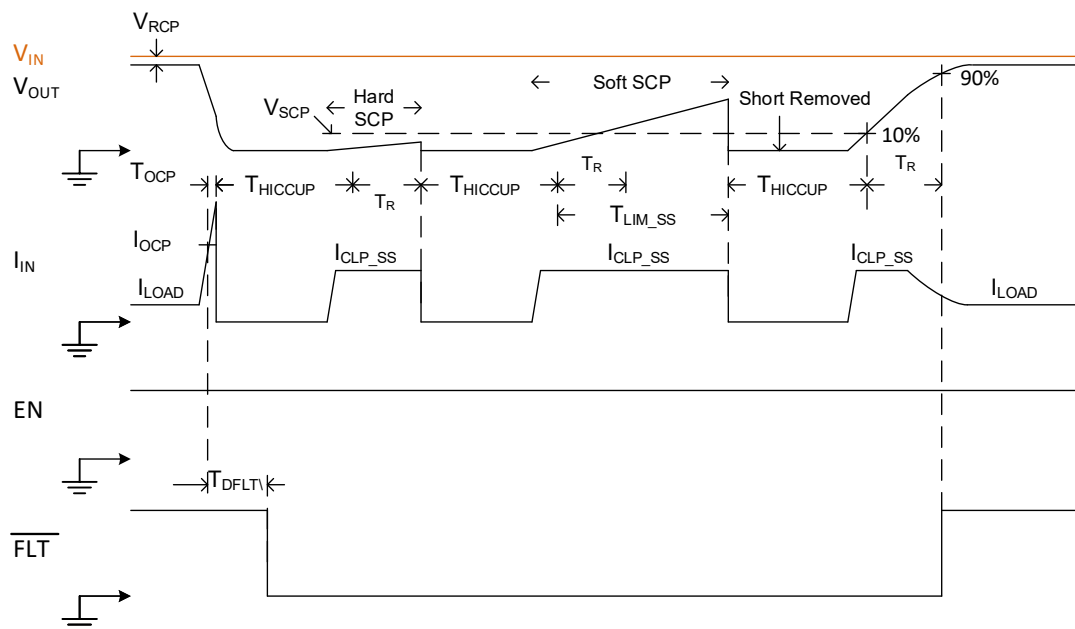 VRCP
VIN
VOUT
VSCP
Hard
SCP
Soft SCP
Short Removed
90%
10%
TOCP
THICCUP
TR
THICCUP
TR
TLIM_SS
THICCUP
TR
IIN
IOCP
ILOAD
ICLP_SS
ICLP_SS
ICLP_SS
ILOAD
EN
TDFLT\
FLT